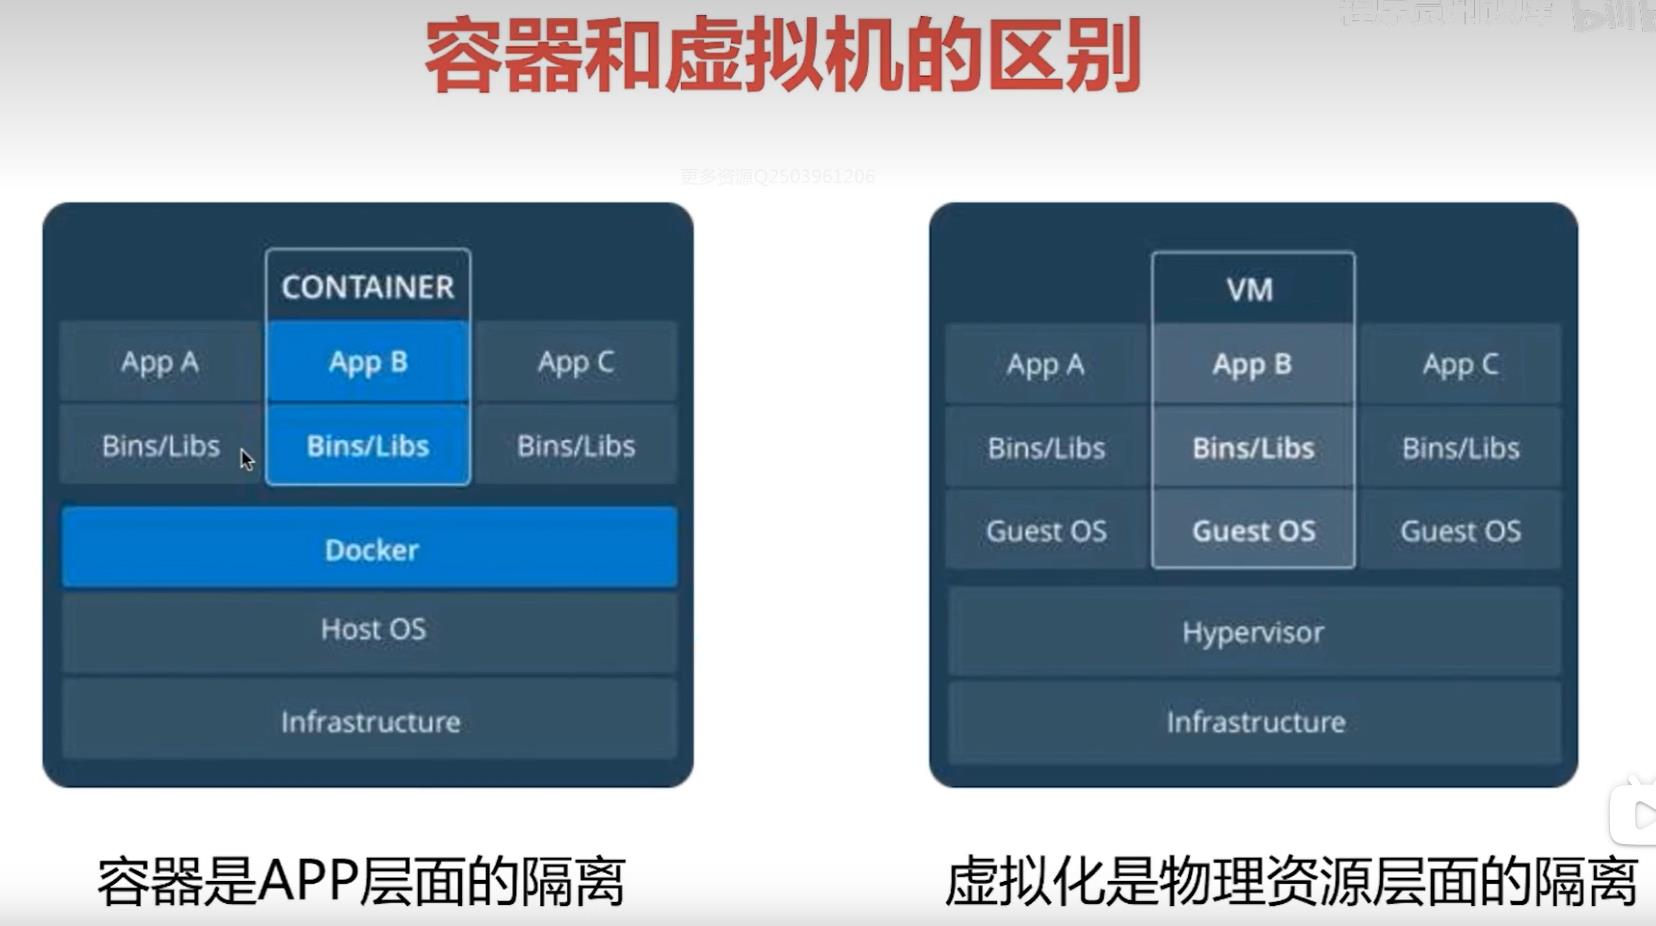 容器和虚拟机的区别
更多资源Q2503961206
CONTAINER
App A App B App C
Bins/Libs Bins/Libs Bins/Libs
Docker
Host OS
Infrastructure
VM
App A App B App C
Bins/Libs Bins/Libs Bins/Libs
Guest OS Guest OS Guest OS
Hypervisor
Infrastructure
容器是APP层面的隔离
虚拟化是物理资源层面的隔离